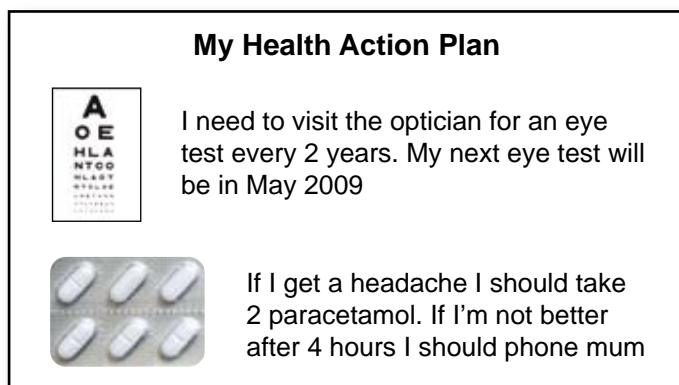 My Health Action Plan
A
O E
H L A
N T C O
I need to visit the optician for an eye
test every 2 years. My next eye test will
be in May 2009
If I get a headache I should take
2 paracetamol. If I’m not better
after 4 hours I should phone mum